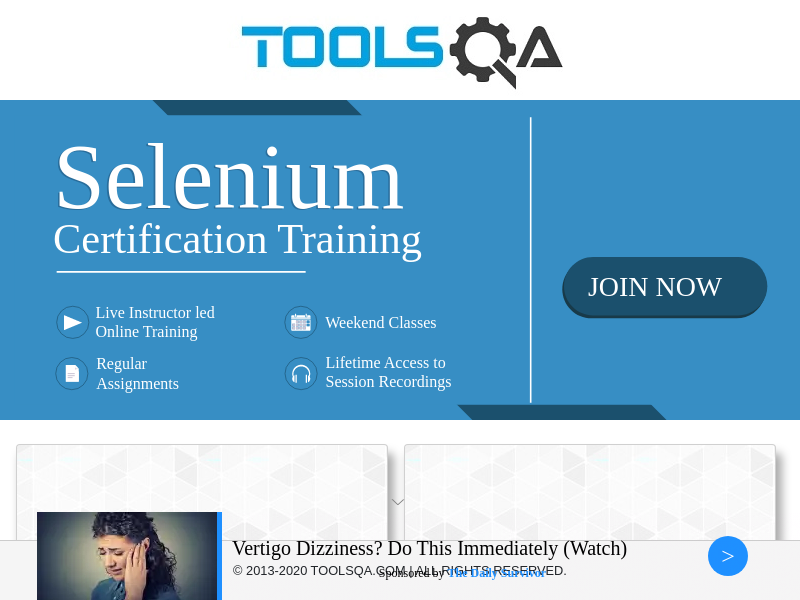 TOOLSQA
Selenium
Certification Training
JOIN NOW
Live Instructor led
Online Training
Weekend Classes
Regular
Assignments
Lifetime Access to
Session Recordings
Vertigo Dizziness? Do This Immediately (Watch)
>
© 2013-2020 TOOLSQA.COM | ALL RIGHTS RESERVED.
Sponsored by The Daily Survivor